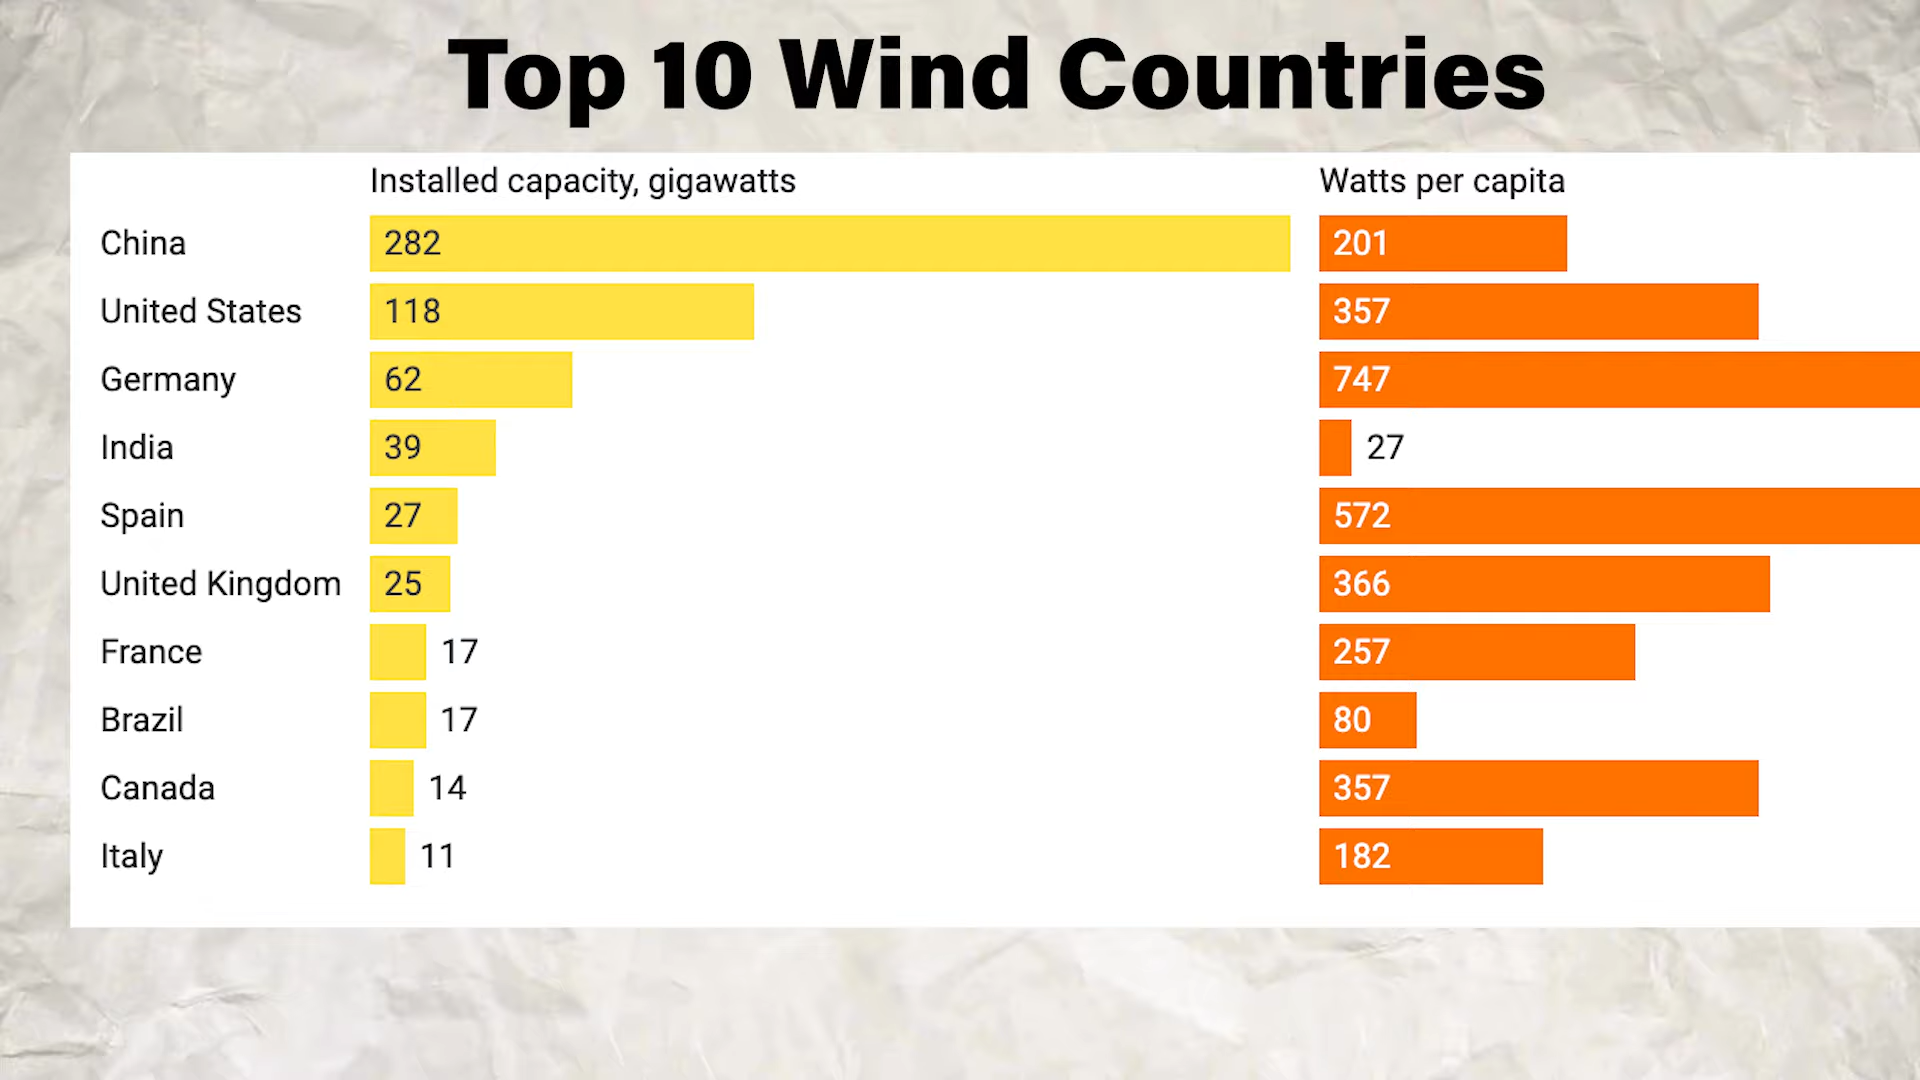 Top 10 Wind Countries
Installed capacity, gigawatts Watts per capita
China 282 201
United States 118 357
Germany 62 747
India 39 27
Spain 27 572
United Kingdom 25 366
France 17 257
Brazil 17 80
Canada 14 357
Italy 11 182